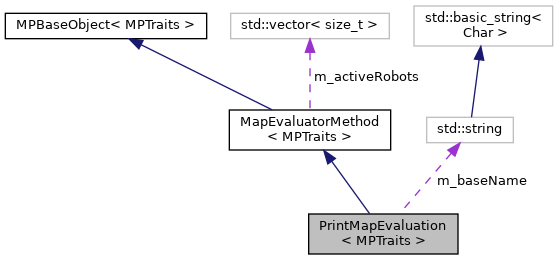 MPBaseObject< MPTraits >
std::vector< size_t >
std::basic_string<
Char >
m_activeRobots
MapEvaluatorMethod
< MPTraits >
std::string
m_baseName
PrintMapEvaluation
< MPTraits >